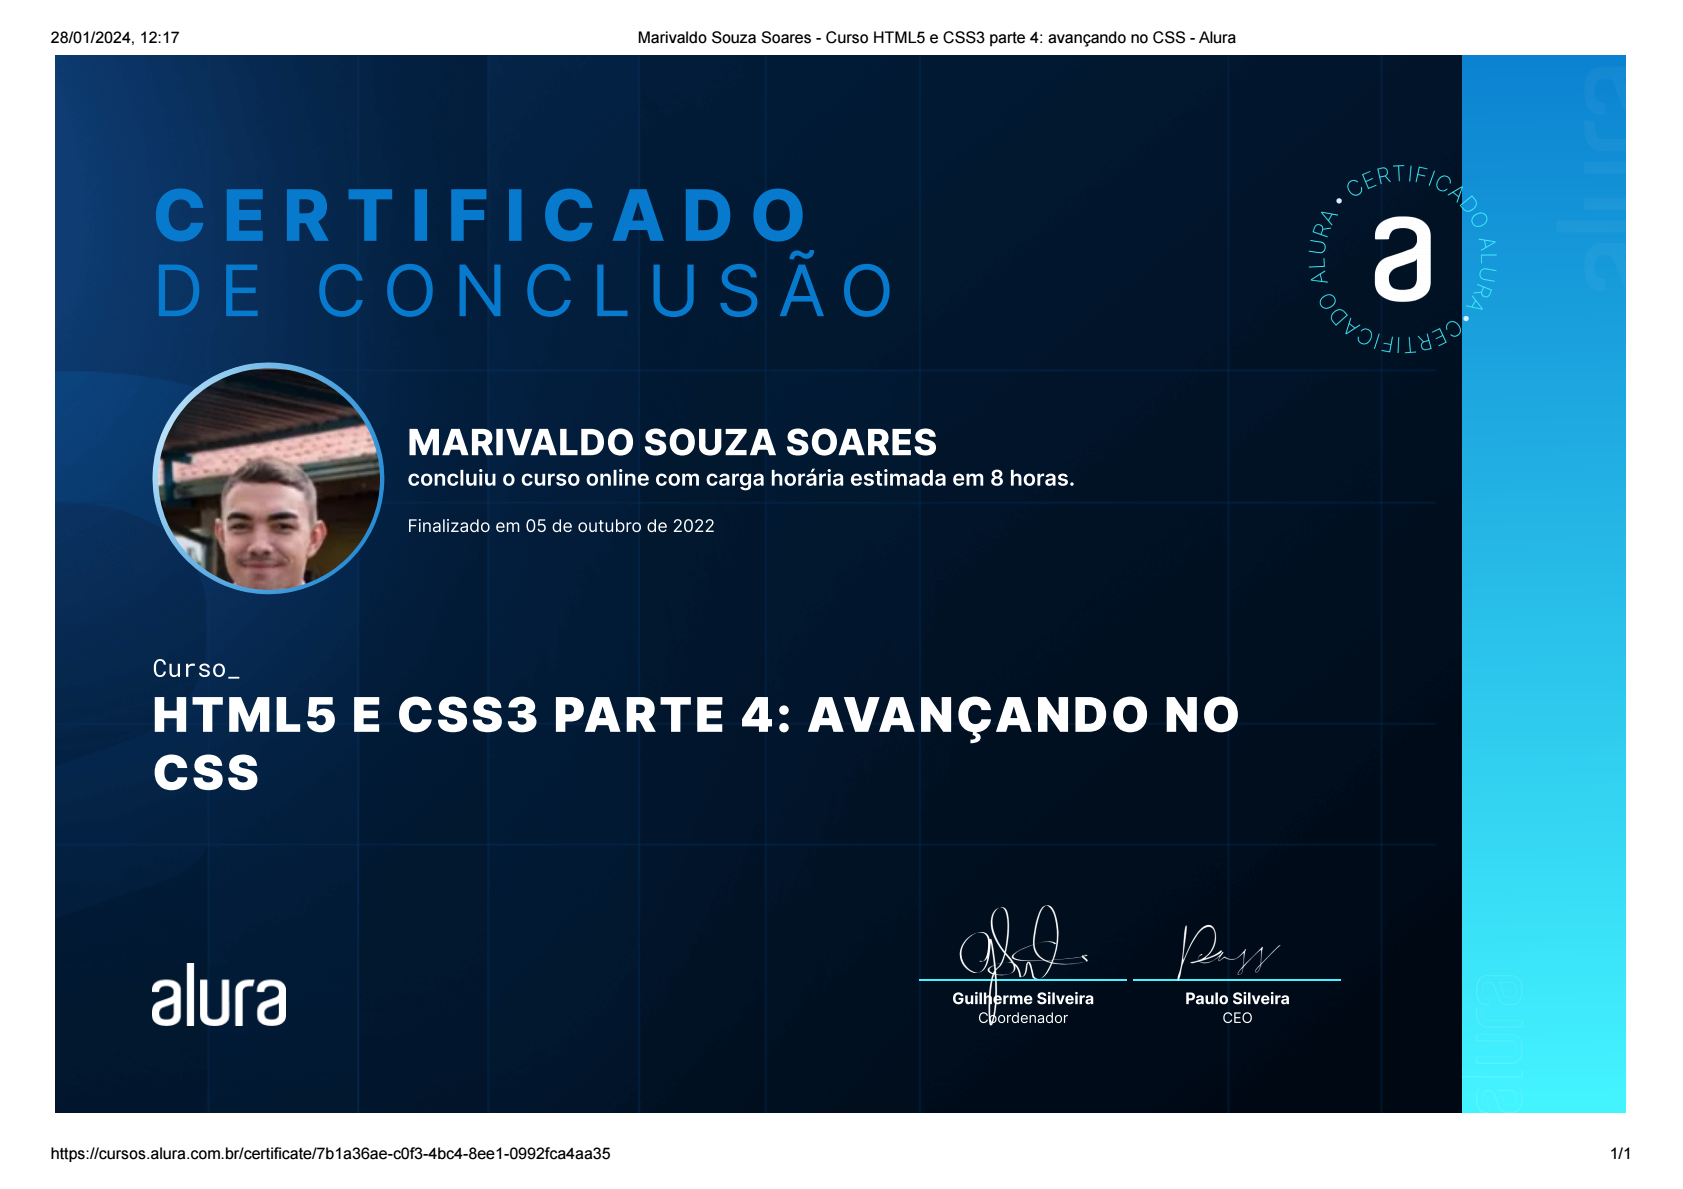 28/01/2024, 12:17
Marivaldo Souza Soares - Curso HTML5 e CSS3 parte 4: avançando no CSS - Alura
alura
CERTIFICADO
DE CONCLUSÃO
CERTIFICADO ALURA • CERTIFICADO ALURA •
a
MARIVALDO SOUZA SOARES
concluiu o curso online com carga horária estimada em 8 horas.
Finalizado em 05 de outubro de 2022
Curso_
HTML5 E CSS3 PARTE 4: AVANÇANDO NO
CSS
alura
Guilherme Silveira
Coordenador
Paulo Silveira
CEO
alura
https://cursos.alura.com.br/certificate/7b1a36ae-c0f3-4bc4-8ee1-0992fca4aa35
1/1